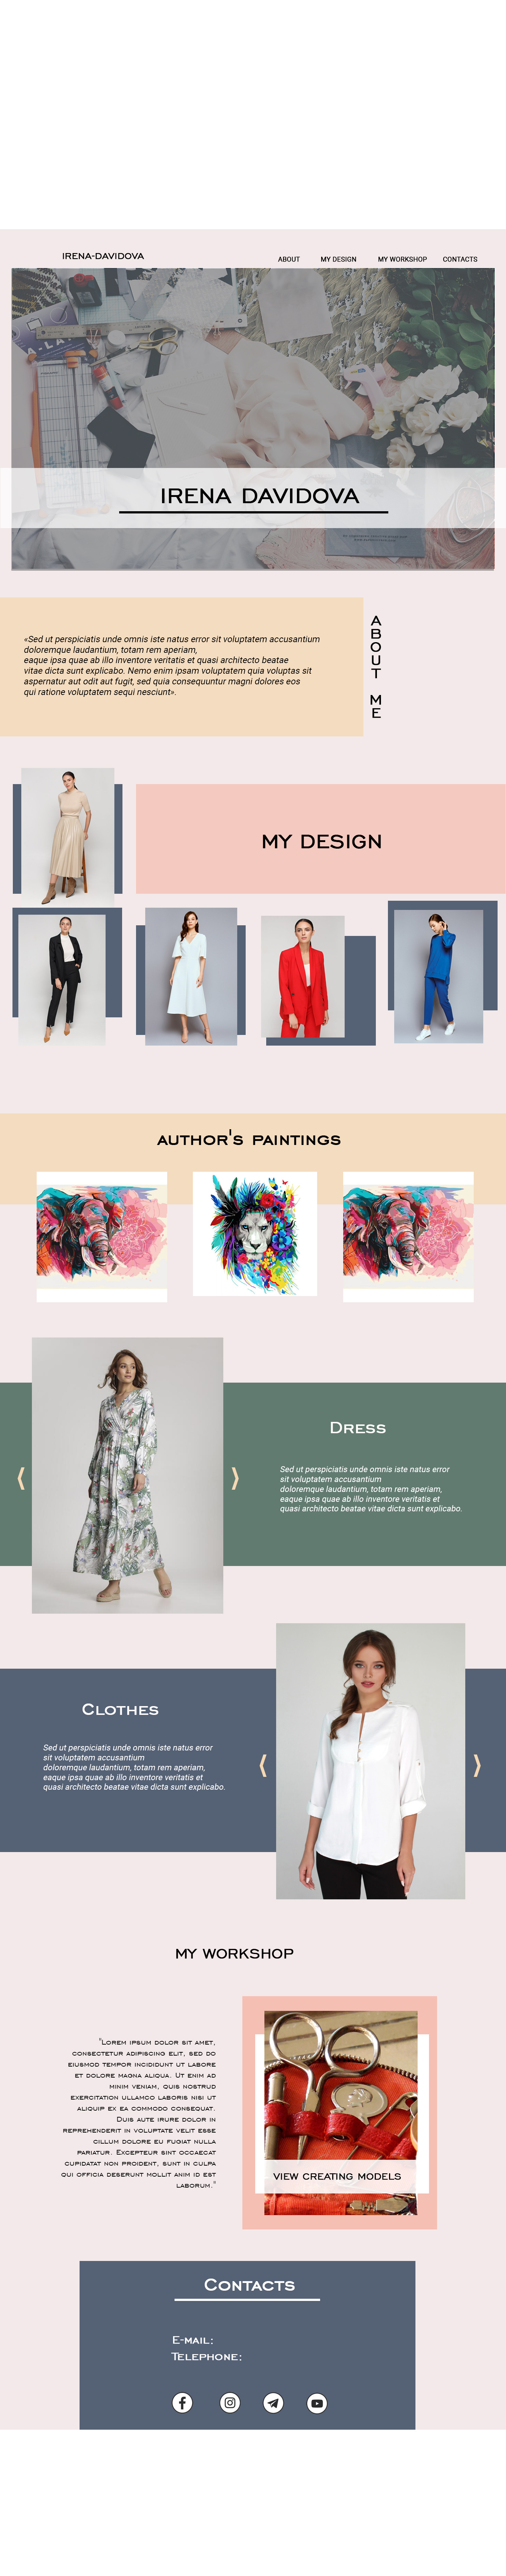 IRENA-DAVIDOVA
ABOUT
MY DESIGN
MY WORKSHOP
CONTACTS
IRENA DAVIDOVA
«Sed ut perspiciatis unde omnis iste natus error sit voluptatem accusantium
doloremque laudantium, totam rem aperiam,
eaque ipsa quae ab illo inventore veritatis et quasi architecto beatae
vitae dicta sunt explicabo. Nemo enim ipsam voluptatem quia voluptas sit
aspernatur aut odit aut fugit, sed quia consequuntur magni dolores eos
qui ratione voluptatem sequi nesciunt».
ABOUT ME
MY DESIGN
AUTHOR'S PAINTINGS
Dress
Sed ut perspiciatis unde omnis iste natus error
sit voluptatem accusantium
doloremque laudantium, totam rem aperiam,
eaque ipsa quae ab illo inventore veritatis et
quasi architecto beatae vitae dicta sunt explicabo.
Clothes
Sed ut perspiciatis unde omnis iste natus error
sit voluptatem accusantium
doloremque laudantium, totam rem aperiam,
eaque ipsa quae ab illo inventore veritatis et
quasi architecto beatae vitae dicta sunt explicabo.
MY WORKSHOP
"Lorem ipsum dolor sit amet,
consectetur adipiscing elit, sed do
eiusmod tempor incididunt ut labore
et dolore magna aliqua. Ut enim ad
minim veniam, quis nostrud
exercitation ullamco laboris nisi ut
aliquip ex ea commodo consequat.
Duis aute irure dolor in
reprehenderit in voluptate velit esse
cillum dolore eu fugiat nulla
pariatur. Excepteur sint occaecat
cupidatat non proident, sunt in culpa
qui officia deserunt mollit anim id est
laborum."
VIEW CREATING MODELS
Contacts
E-mail:
Telephone: